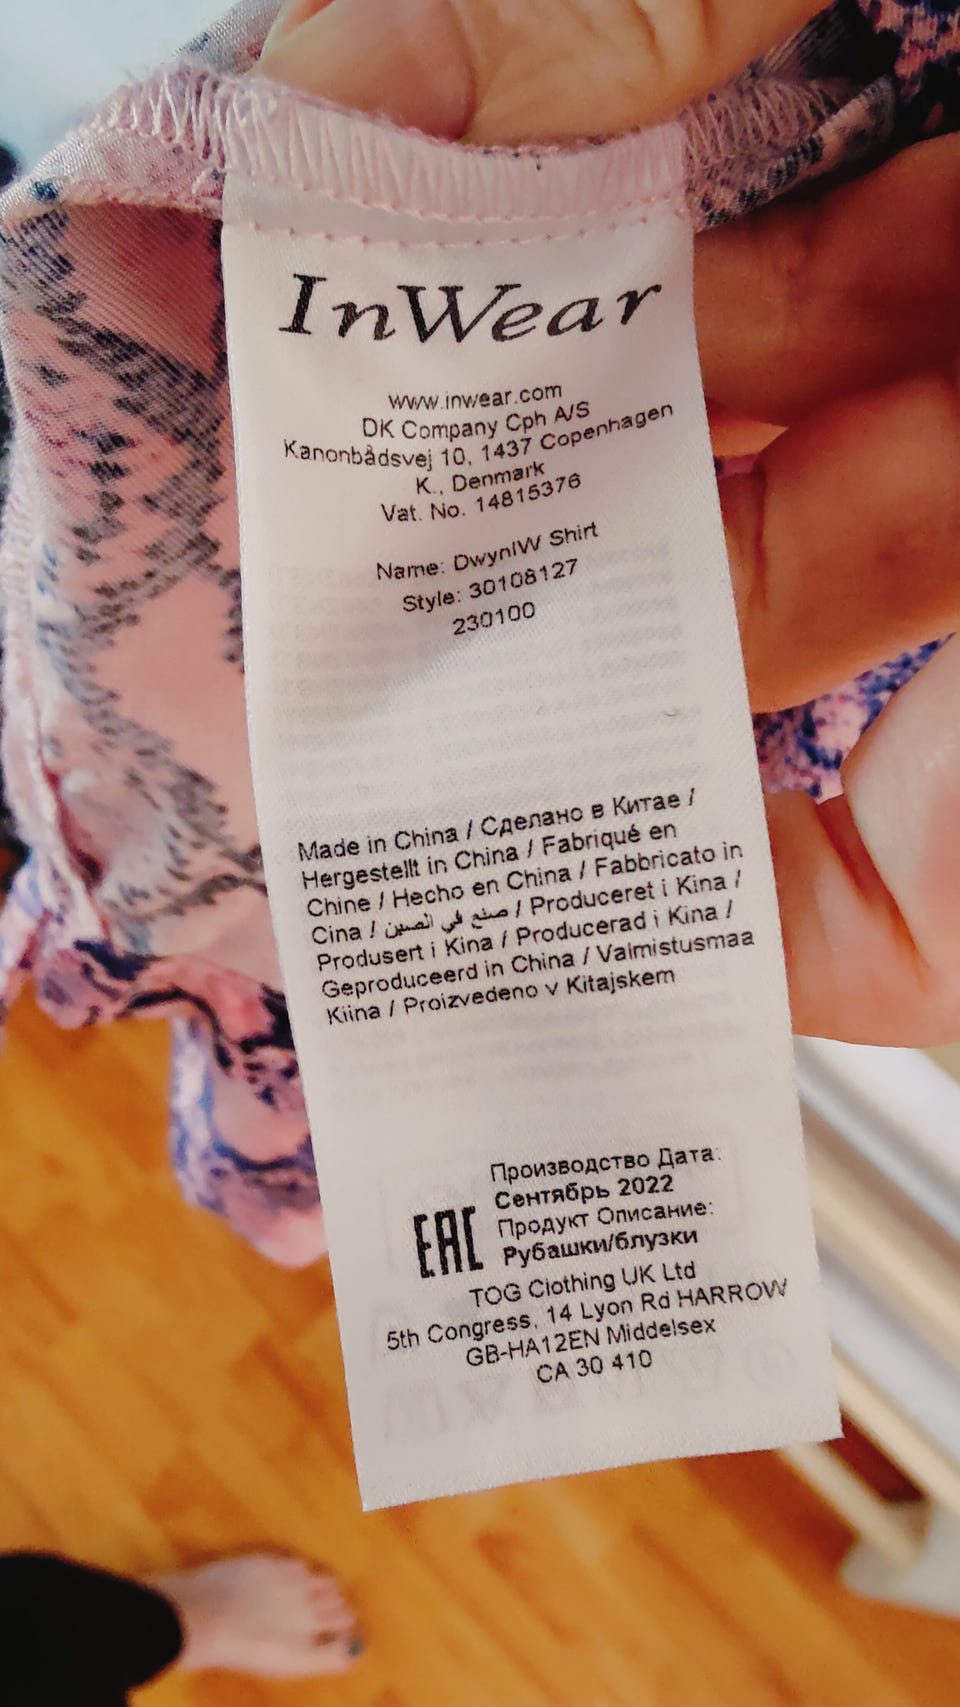 InWear
www.inwear.com
DK Company Cph A/S
Kanonbådsvej 10, 1437 Copenhagen
K., Denmark
Vat. No. 14815376
Name: DwynIW Shirt
Style: 30108127
230100
Made in China / Сделано в Китае /
Hergestellt in China / Fabriqué en
Chine / Hecho en China / Fabbricato in
Cina / صنع في الصين / Produceret i Kina /
Produsert i Kina / Producerad i Kina /
Geproduceerd in China / Valmistusmaa
Kiina / Proizvedeno v Kitajskem
Производство Дата:
Сентябрь 2022
EAC
Продукт Описание:
Рубашки/блузки
TOG Clothing UK Ltd
5th Congress, 14 Lyon Rd HARROW
GB-HA12EN Middelsex
CA 30 410